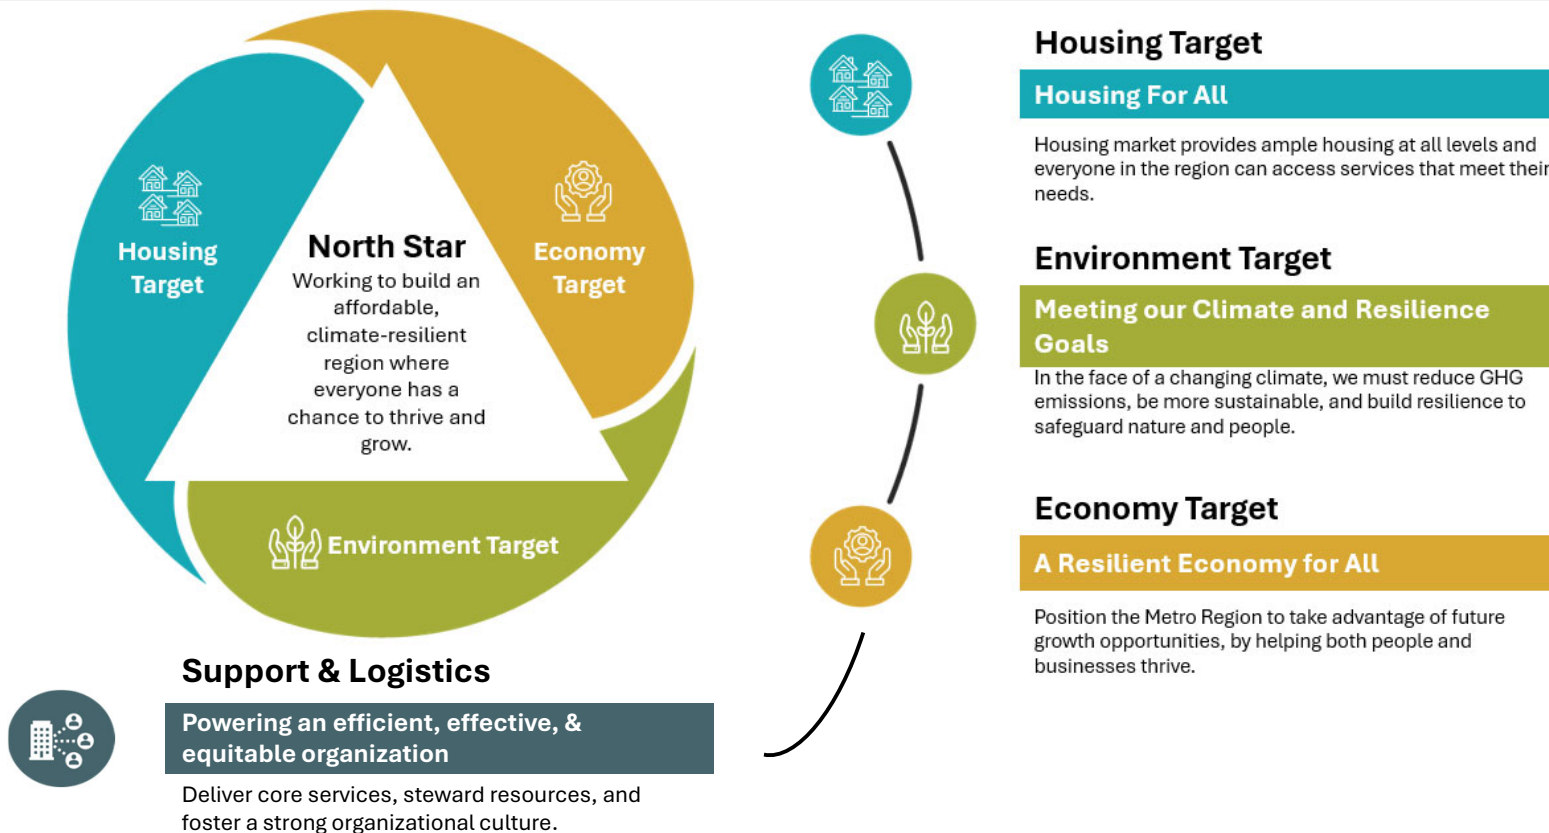 Housing
Target
North Star
Working to build an
affordable,
climate-resilient
region where
everyone has a
chance to thrive and
grow.
Economy
Target
Environment Target
Support & Logistics
Powering an efficient, effective, &
equitable organization
Deliver core services, steward resources, and
foster a strong organizational culture.
Housing Target
Housing For All
Housing market provides ample housing at all levels and
everyone in the region can access services that meet their
needs.
Environment Target
Meeting our Climate and Resilience
Goals
In the face of a changing climate, we must reduce GHG
emissions, be more sustainable, and build resilience to
safeguard nature and people.
Economy Target
A Resilient Economy for All
Position the Metro Region to take advantage of future
growth opportunities, by helping both people and
businesses thrive.